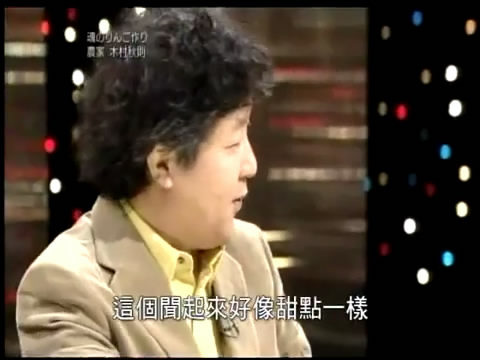 魂のりんご作り
農家 木村秋則
這個聞起來好像甜點一樣